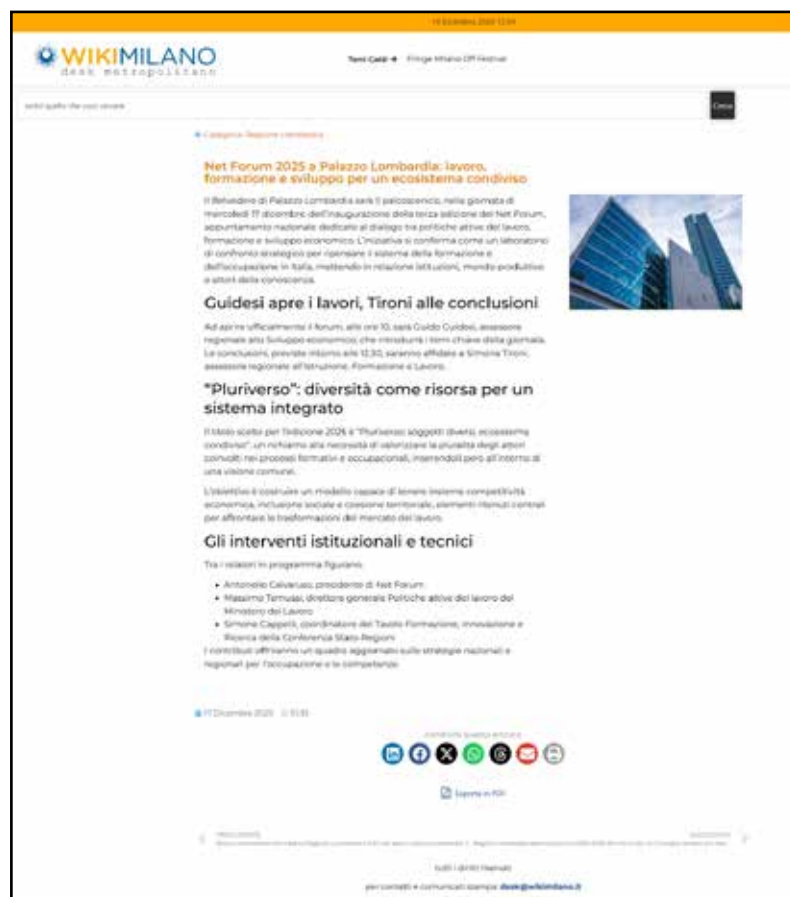 WIKIMILANO
desk metropolitano
Temi Caldi → Fringe Milano Off Festival
Cerca
Categoria: Regione Lombardia
Net Forum 2025 a Palazzo Lombardia: lavoro,
formazione e sviluppo per un ecosistema condiviso
Il Belvedere di Palazzo Lombardia sarà il palcoscenico, nella giornata di
mercoledì 17 dicembre, dell'inaugurazione della terza edizione del Net Forum,
appuntamento nazionale dedicato al dialogo tra politiche attive del lavoro,
formazione e sviluppo economico. L'iniziativa si conferma come un laboratorio
di confronto strategico per ripensare il sistema della formazione e
dell'occupazione in Italia, mettendo in relazione istituzioni, mondo produttivo
e attori della conoscenza.
Guidesi apre i lavori, Tironi alle conclusioni
Ad aprire ufficialmente il forum, alle ore 10, sarà Guido Guidesi, assessore
regionale allo Sviluppo economico, che introdurrà i temi chiave della giornata.
Le conclusioni, previste intorno alle 12.30, saranno affidate a Simona Tironi,
assessore regionale all'Istruzione, Formazione e Lavoro.
"Pluriverso": diversità come risorsa per un
sistema integrato
Il titolo scelto per l'edizione 2025 è "Pluriverso: soggetti diversi, ecosistema
condiviso", un richiamo alla necessità di valorizzare la pluralità degli attori
coinvolti nei processi formativi e occupazionali, inserendoli però all'interno di
una visione comune.
L'obiettivo è costruire un modello capace di tenere insieme competitività
economica, inclusione sociale e coesione territoriale, elementi ritenuti centrali
per affrontare le trasformazioni del mercato del lavoro.
Gli interventi istituzionali e tecnici
Tra i relatori in programma figurano:
• Antonello Calvaruso, presidente di Net Forum
• Massimo Temussi, direttore generale Politiche attive del lavoro del
Ministero del Lavoro
• Simone Cappelli, coordinatore del Tavolo Formazione, Innovazione e
Ricerca della Conferenza Stato-Regioni
I contributi offriranno un quadro aggiornato sulle strategie nazionali e
regionali per l'occupazione e le competenze.
17 Dicembre 2025
Esporta in PDF
tutti i diritti riservati
per contatti e comunicati stampa: desk@wikimilano.it